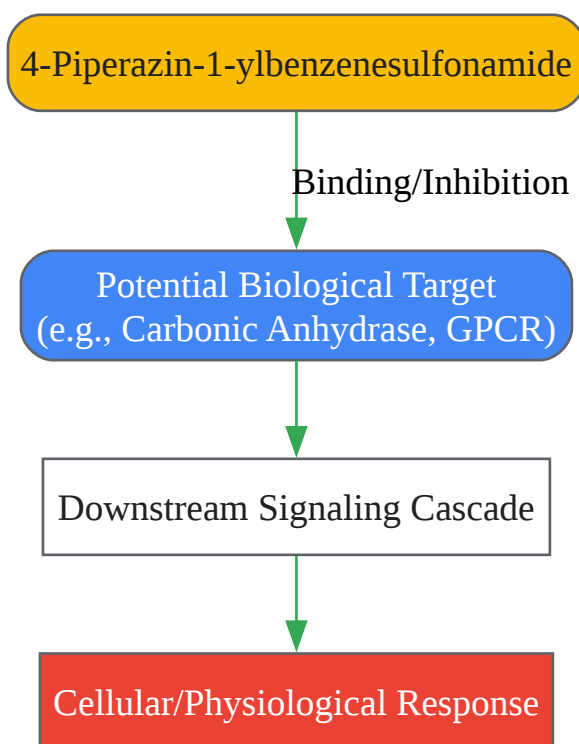 4-Piperazin-1-ylbenzenesulfonamide
Binding/Inhibition
Potential Biological Target
(e.g., Carbonic Anhydrase, GPCR)
Downstream Signaling Cascade
Cellular/Physiological Response